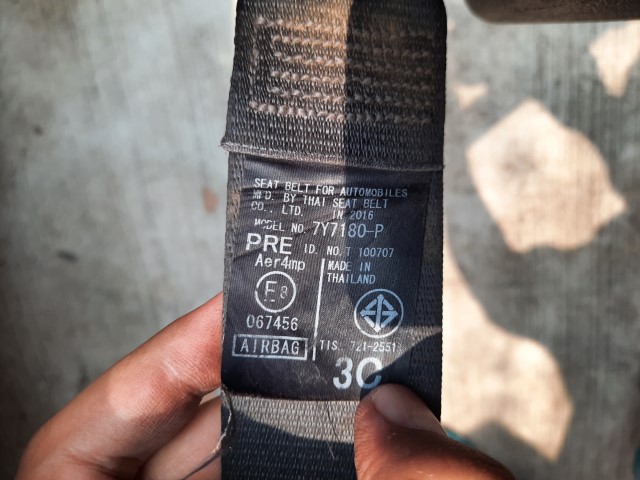 SEAT BELT FOR AUTOMOBILES
MFD. BY THAI SEAT BELT
CO., LTD. IN 2016
MODEL NO. 7Y7180-P
PRE ID. NO. T 100707
Aer4mp
MADE IN
THAILAND
E8
067456
AIRBAG
TIS. 721-2551
3C